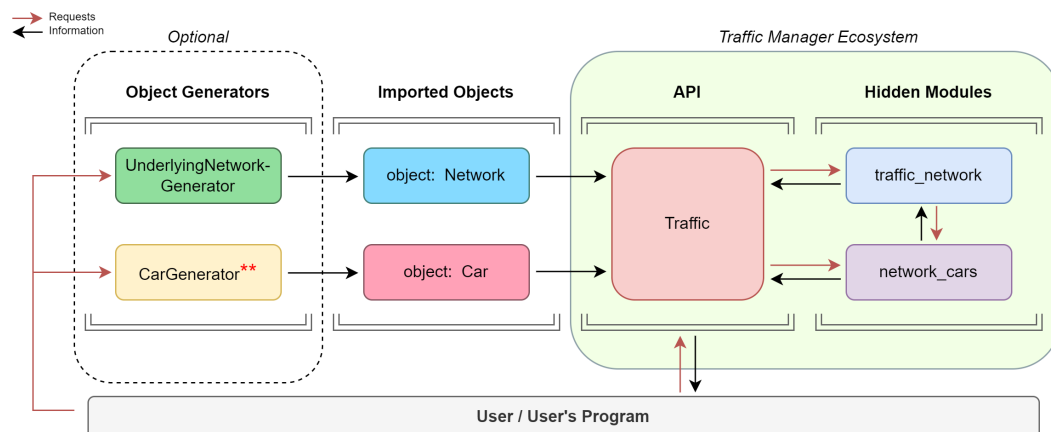 Requests
Information
Optional
Traffic Manager Ecosystem
Object Generators
Imported Objects
API
Hidden Modules
UnderlyingNetwork-
Generator
object:  Network
Traffic
traffic_network
CarGenerator**
object:  Car
network_cars
User / User's Program